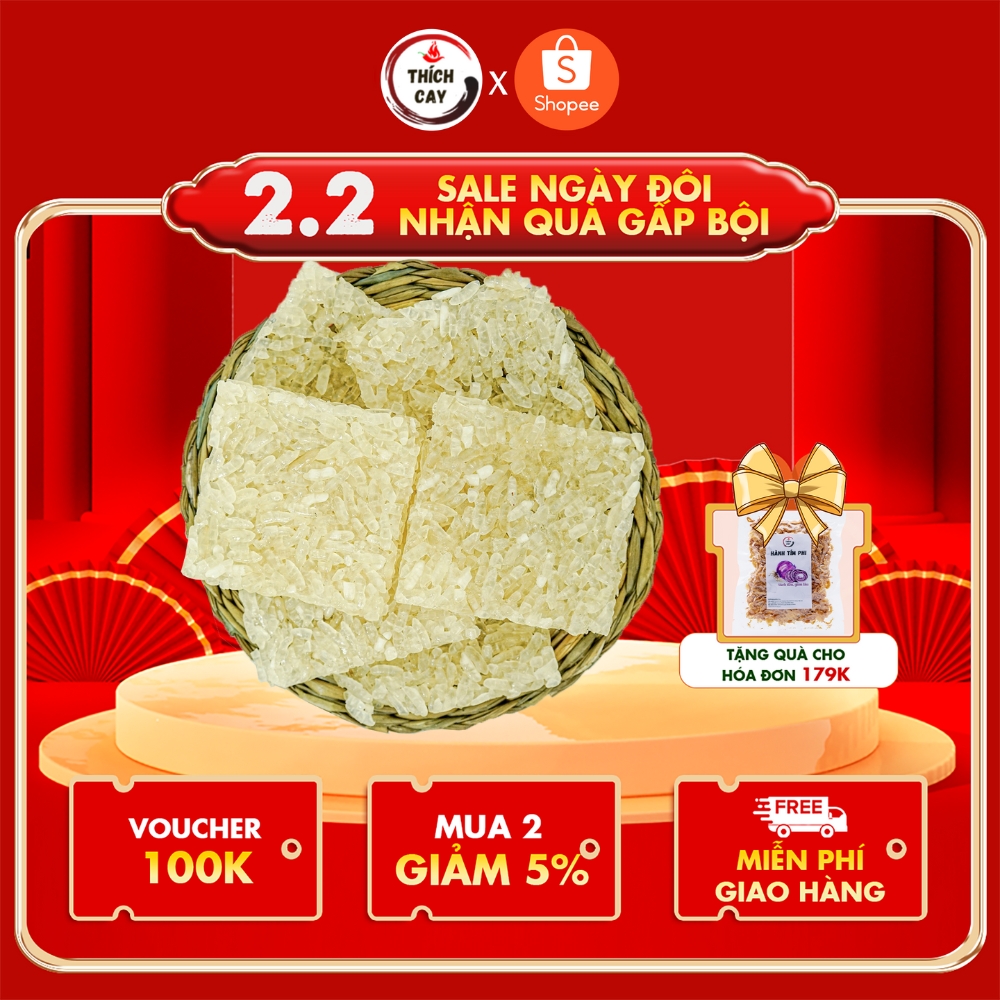 THÍCH
CAY
X
S
Shopee
2.2
SALE NGÀY ĐÔI
NHẬN QUÀ GẤP BỘI
HÀNH TÍM PHI
TẶNG QUÀ CHO
HÓA ĐƠN 179K
VOUCHER
100K
MUA 2
GIẢM 5%
FREE
MIỄN PHÍ
GIAO HÀNG